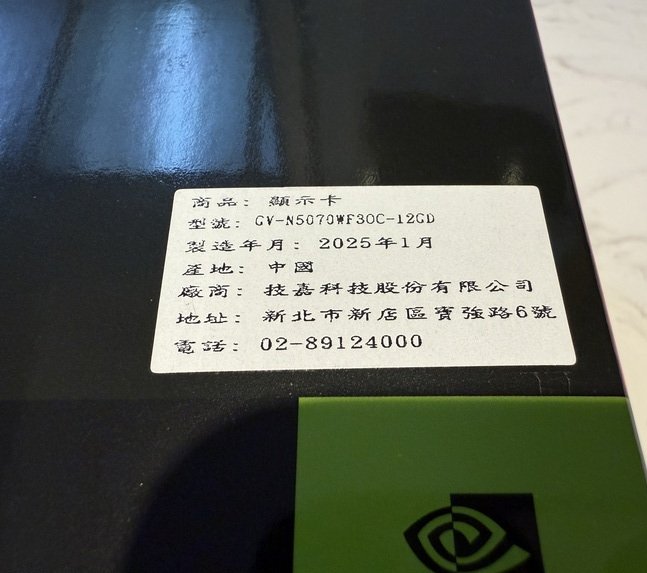 商品: 顯示卡
型號: GV-N5070WF3OC-12GD
製造年月: 2025年1月
產地: 中國
廠商: 技嘉科技股份有限公司
地址: 新北市新店區寶強路6號
電話: 02-89124000